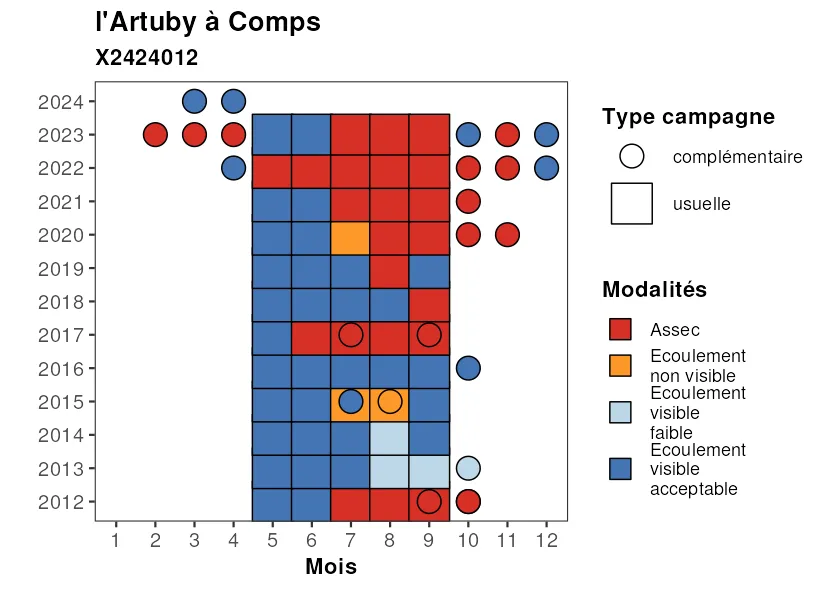 l'Artuby à Comps
X2424012
2024
2023
2022
2021
2020
2019
2018
2017
2016
2015
2014
2013
2012
1 2 3 4 5 6 7 8 9 10 11 12
Mois
Type campagne
complémentaire
usuelle
Modalités
Assec
Ecoulement
non visible
Ecoulement
visible
faible
Ecoulement
visible
acceptable